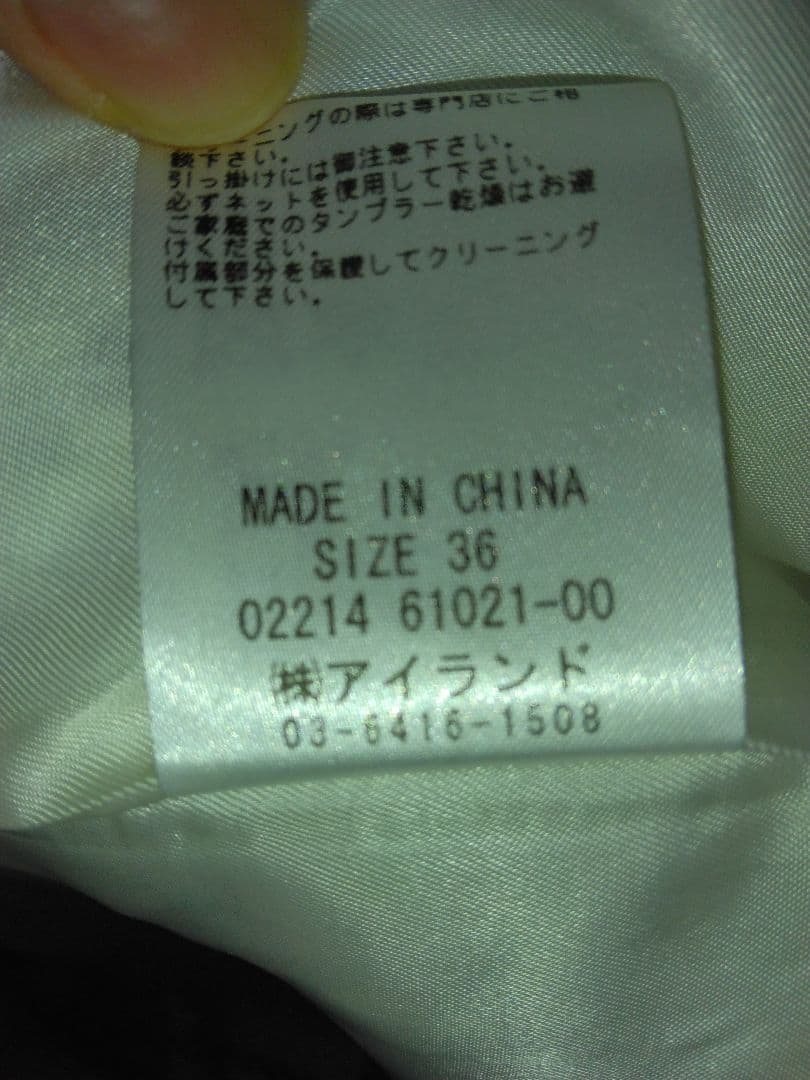 ニングの際は専門店にご相
談下さい。
引っ掛けには御注意下さい。
必ずネットを使用して下さい。
ご家庭でのタンブラー乾燥はお避
けください。
付属部分を保護してクリーニング
して下さい。
MADE IN CHINA
SIZE 36
02214 61021-00
㈱アイランド
03-6416-1508